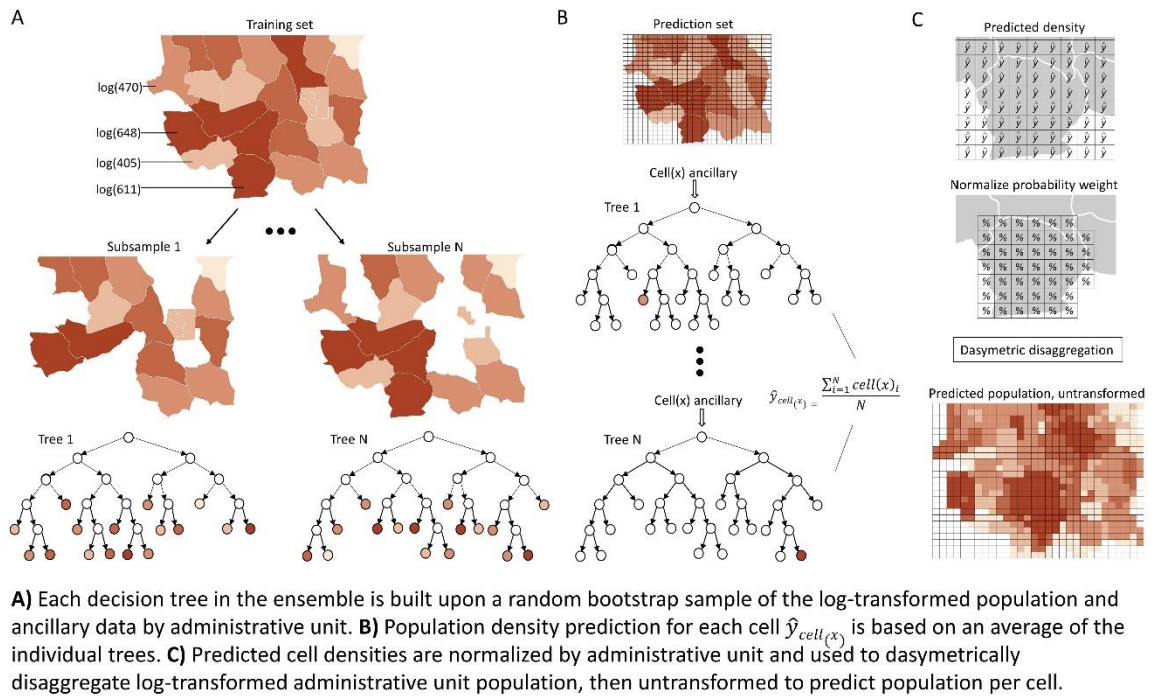 A
Training set
log(470)
log(648)
log(405)
log(611)
Subsample 1
Subsample N
Tree 1
Tree N
B
Prediction set
Cell(x) ancillary
Tree 1
Cell(x) ancillary
Tree N
ŷ_cell(x) = ∑_{i=1}^{N} cell(x)_i / N
C
Predicted density
ŷ ŷ ŷ ŷ ŷ ŷ ŷ ŷ
ŷ ŷ ŷ ŷ ŷ ŷ ŷ ŷ
ŷ ŷ ŷ ŷ ŷ ŷ ŷ ŷ
ŷ ŷ ŷ ŷ ŷ ŷ ŷ ŷ
ŷ ŷ ŷ ŷ ŷ ŷ ŷ ŷ
ŷ ŷ ŷ ŷ ŷ ŷ ŷ ŷ
ŷ ŷ ŷ ŷ ŷ ŷ ŷ ŷ
Normalize probability weight
% % % % % %
% % % % % % %
% % % % % % %
% % % % % % %
% % % % % % %
% % % % % %
% % % % % %
Dasymetric disaggregation
Predicted population, untransformed
A) Each decision tree in the ensemble is built upon a random bootstrap sample of the log-transformed population and
ancillary data by administrative unit. B) Population density prediction for each cell ŷ_cell(x) is based on an average of the
individual trees. C) Predicted cell densities are normalized by administrative unit and used to dasymetrically
disaggregate log-transformed administrative unit population, then untransformed to predict population per cell.